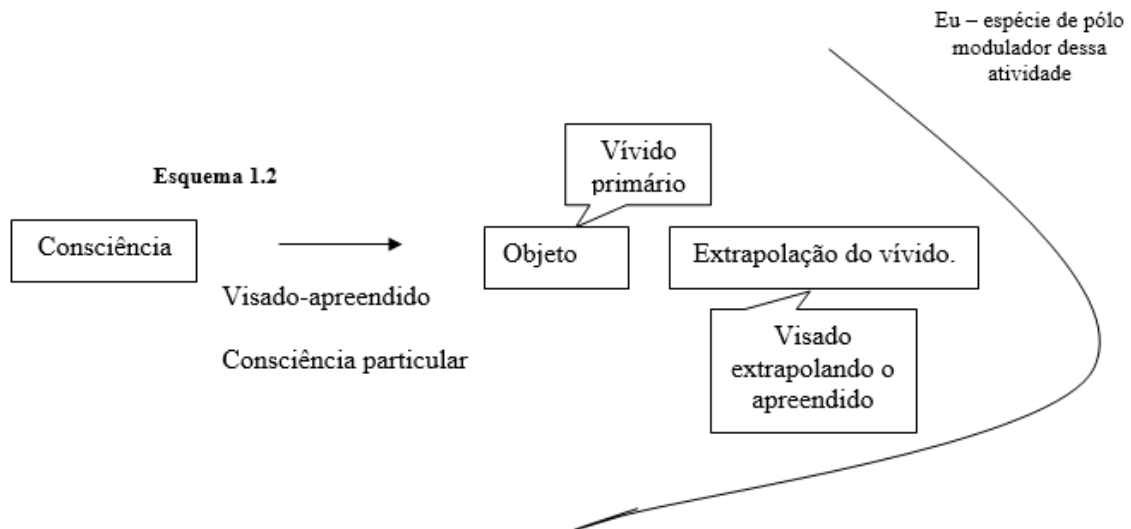 Eu – espécie de pólo
modulador dessa
atividade
Vívido
primário
Esquema 1.2
Consciência
Objeto
Extrapolação do vívido.
Visado-apreendido
Consciência particular
Visado
extrapolando o
apreendido